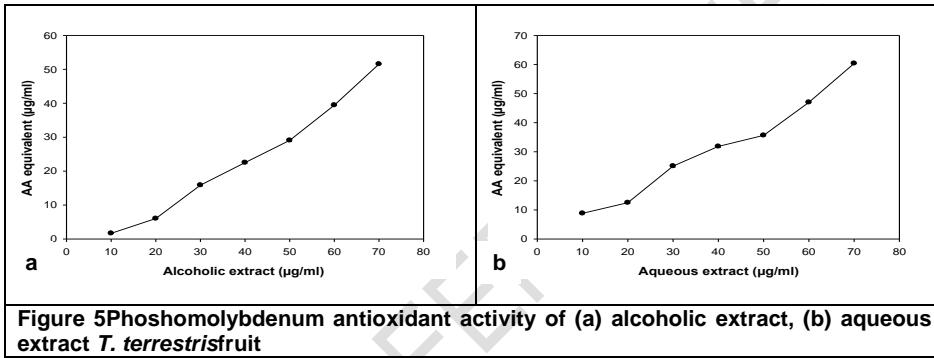 60
50
40
30
20
10
0
AA equivalent (µg/ml)
0 10 20 30 40 50 60 70 80
Alcoholic extract (µg/ml)
a
70
60
50
40
30
20
10
0
AA equivalent (µg/ml)
0 10 20 30 40 50 60 70 80
Aqueous extract (µg/ml)
b
Figure 5Phoshomolybdenum antioxidant activity of (a) alcoholic extract, (b) aqueous
extract T. terrestrisfruit